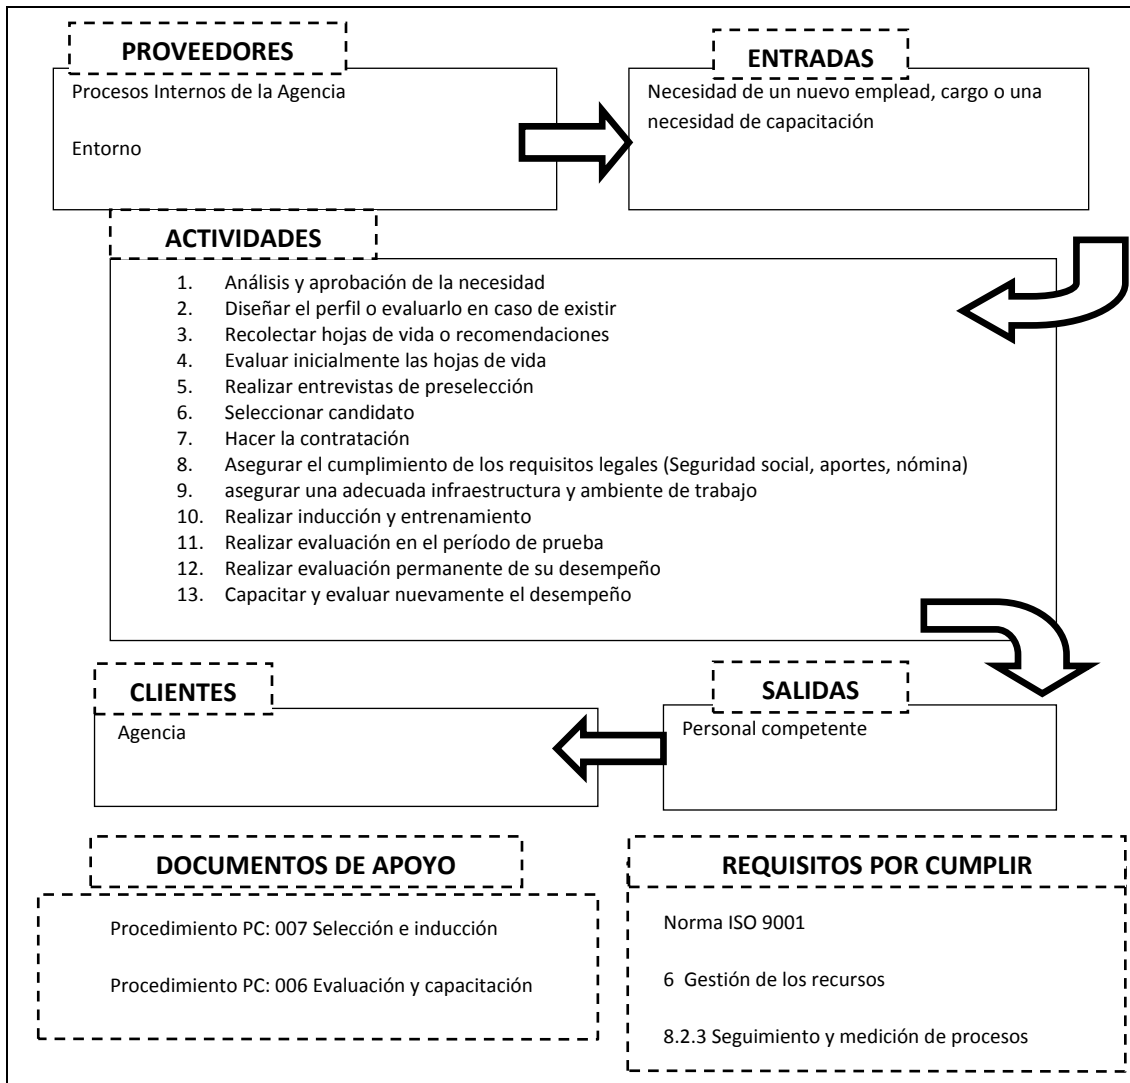 PROVEEDORES
Procesos Internos de la Agencia
Entorno
ENTRADAS
Necesidad de un nuevo emplead, cargo o una
necesidad de capacitación
ACTIVIDADES
1. Análisis y aprobación de la necesidad
2. Diseñar el perfil o evaluarlo en caso de existir
3. Recolectar hojas de vida o recomendaciones
4. Evaluar inicialmente las hojas de vida
5. Realizar entrevistas de preselección
6. Seleccionar candidato
7. Hacer la contratación
8. Asegurar el cumplimiento de los requisitos legales (Seguridad social, aportes, nómina)
9. asegurar una adecuada infraestructura y ambiente de trabajo
10. Realizar inducción y entrenamiento
11. Realizar evaluación en el período de prueba
12. Realizar evaluación permanente de su desempeño
13. Capacitar y evaluar nuevamente el desempeño
CLIENTES
Agencia
SALIDAS
Personal competente
DOCUMENTOS DE APOYO
Procedimiento PC: 007 Selección e inducción
Procedimiento PC: 006 Evaluación y capacitación
REQUISITOS POR CUMPLIR
Norma ISO 9001
6 Gestión de los recursos
8.2.3 Seguimiento y medición de procesos